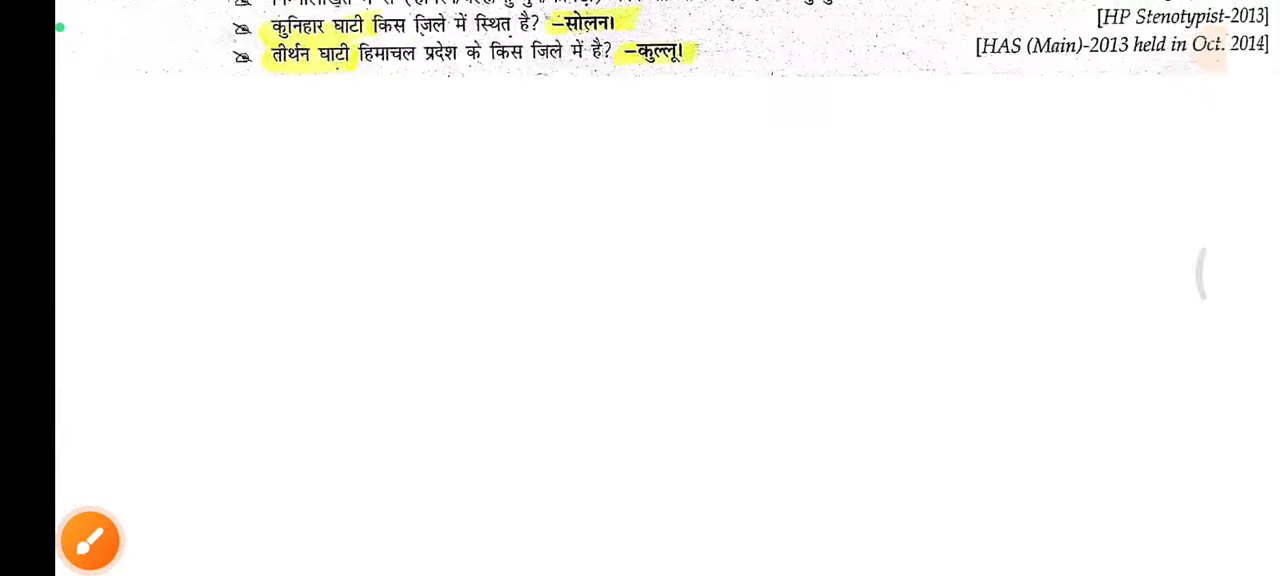 कुनिहार घाटी किस ज़िले में स्थित है? –सोलन। [HP Stenotypist-2013]
तीर्थन घाटी हिमाचल प्रदेश के किस जिले में है? –कुल्लू। [HAS (Main)-2013 held in Oct. 2014]